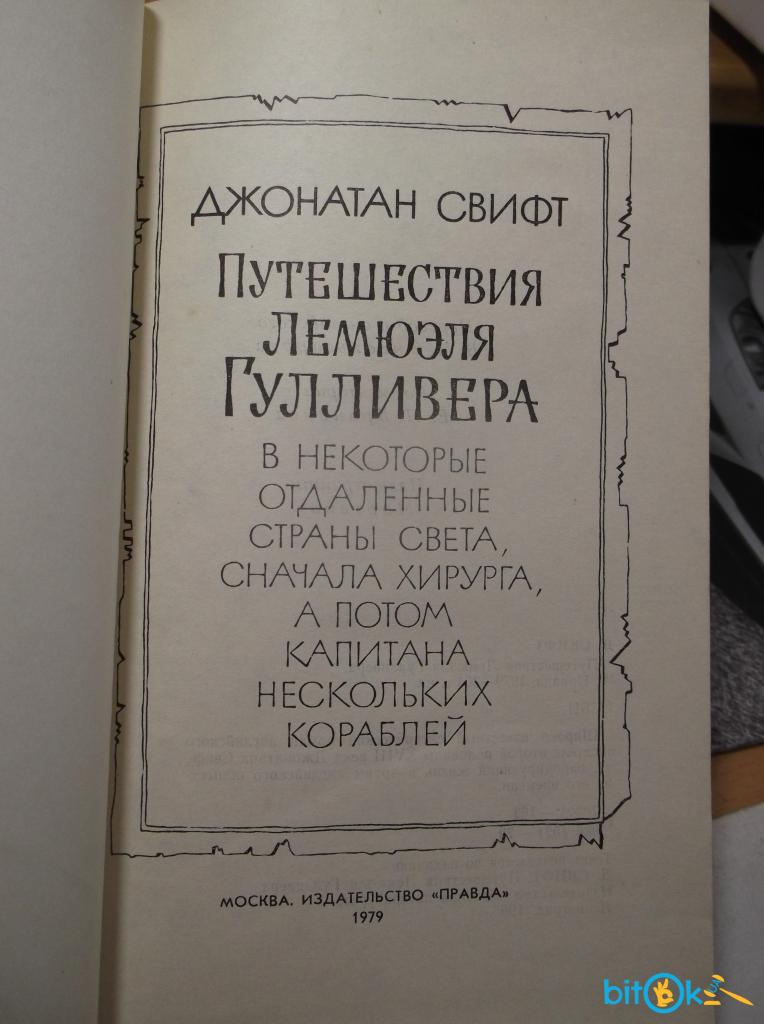 ДЖОНАТАН СВИФТ
ПУТЕШЕСТВИЯ
ЛЕМЮЭЛЯ
ГУЛЛИВЕРА
В НЕКОТОРЫЕ
ОТДАЛЕННЫЕ
СТРАНЫ СВЕТА,
СНАЧАЛА ХИРУРГА,
А ПОТОМ
КАПИТАНА
НЕСКОЛЬКИХ
КОРАБЛЕЙ
МОСКВА. ИЗДАТЕЛЬСТВО «ПРАВДА»
1979
bitOk UA